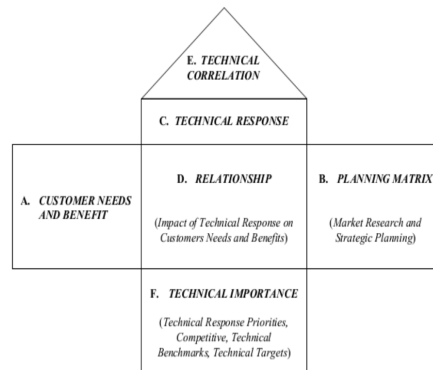 E. TECHNICAL
CORRELATION
C. TECHNICAL RESPONSE
A. CUSTOMER NEEDS
AND BENEFIT
D. RELATIONSHIP
(Impact of Technical Response on
Customers Needs and Benefits)
B. PLANNING MATRIX
(Market Research and
Strategic Planning)
F. TECHNICAL IMPORTANCE
(Technical Response Priorities,
Competitive, Technical
Benchmarks, Technical Targets)